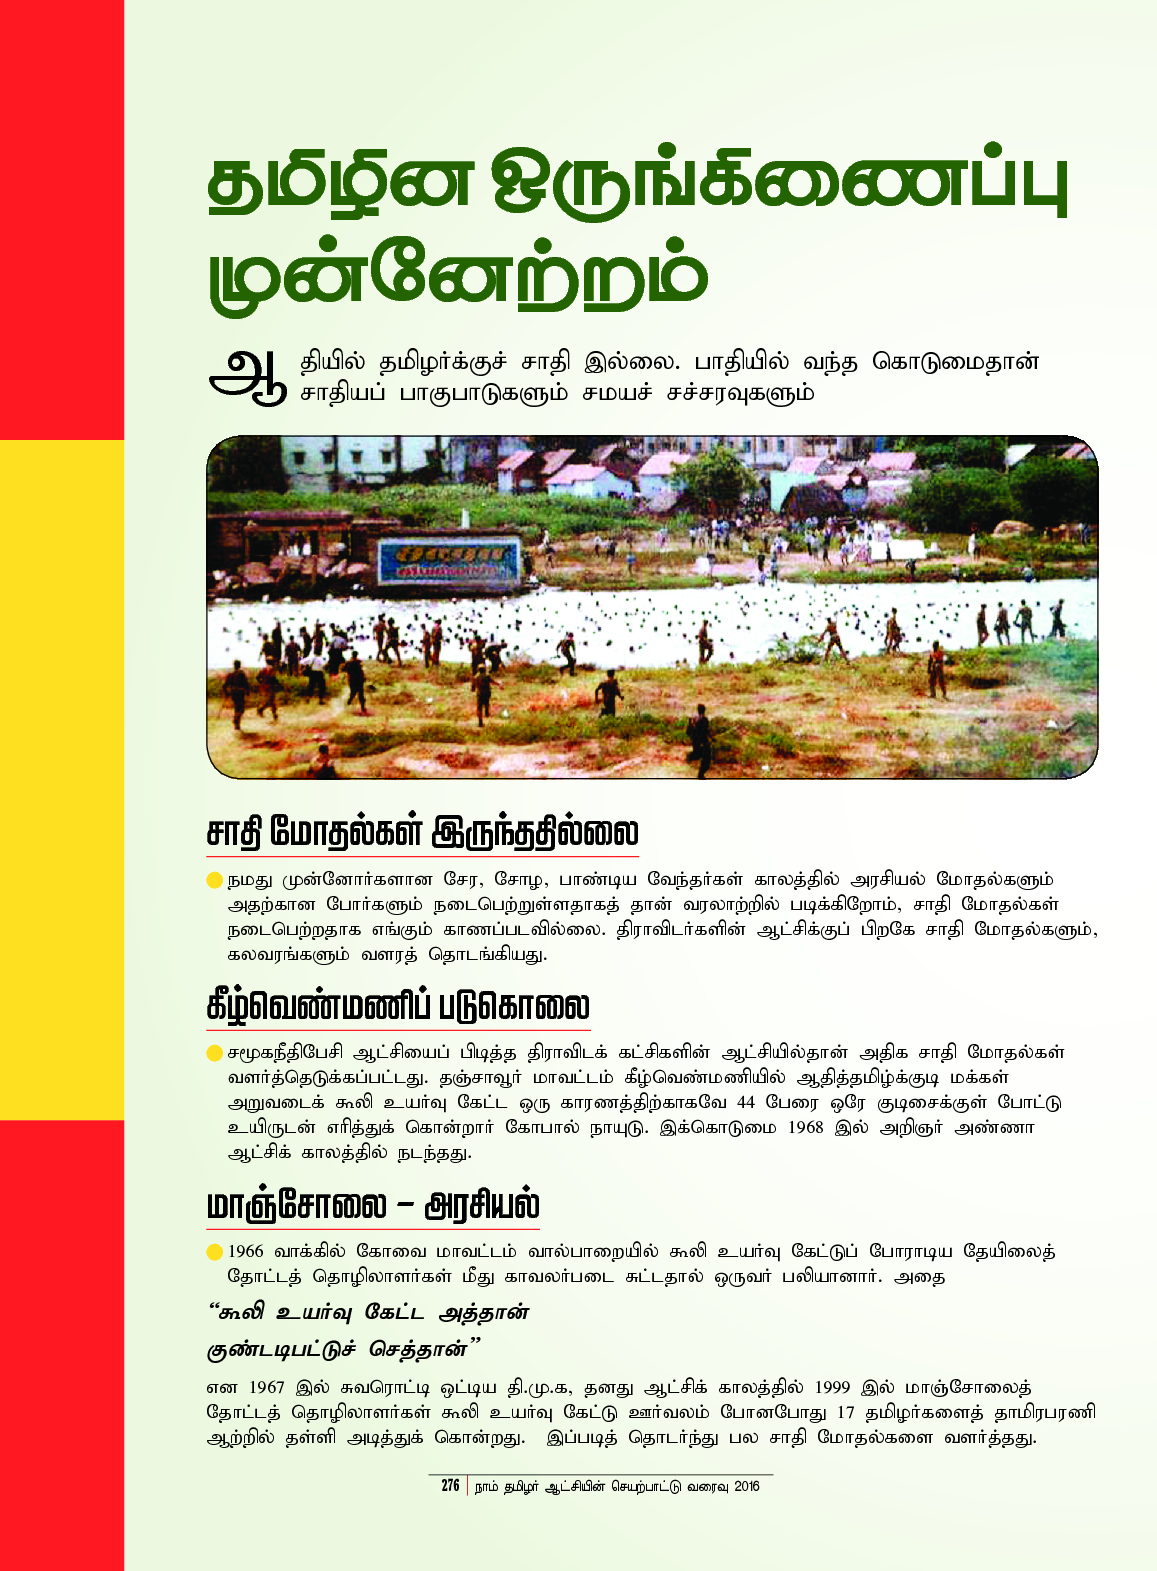 தமிழின ஒருங்கிணைப்பு
முன்னேற்றம்
ஆதியில் தமிழர்க்குச் சாதி இல்லை. பாதியில் வந்த கொடுமைதான்
சாதியப் பாகுபாடுகளும் சமயச் சச்சரவுகளும்
சாதி மோதல்கள் இருந்ததில்லை
நமது முன்னோர்களான சேர, சோழ, பாண்டிய வேந்தர்கள் காலத்தில் அரசியல் மோதல்களும்
அதற்கான போர்களும் நடைபெற்றுள்ளதாகத் தான் வரலாற்றில் படிக்கிறோம், சாதி மோதல்கள்
நடைபெற்றதாக எங்கும் காணப்படவில்லை. திராவிடர்களின் ஆட்சிக்குப் பிறகே சாதி மோதல்களும்,
கலவரங்களும் வளரத் தொடங்கியது.
கீழ்வெண்மணிப் படுகொலை
சமூகநீதிபேசி ஆட்சியைப் பிடித்த திராவிடக் கட்சிகளின் ஆட்சியில்தான் அதிக சாதி மோதல்கள்
வளர்த்தெடுக்கப்பட்டது. தஞ்சாவூர் மாவட்டம் கீழ்வெண்மணியில் ஆதித்தமிழ்க்குடி மக்கள்
அறுவடைக் கூலி உயர்வு கேட்ட ஒரு காரணத்திற்காகவே 44 பேரை ஒரே குடிசைக்குள் போட்டு
உயிருடன் எரித்துக் கொன்றார் கோபால் நாயுடு. இக்கொடுமை 1968 இல் அறிஞர் அண்ணா
ஆட்சிக் காலத்தில் நடந்தது.
மாஞ்சோலை – அரசியல்
1966 வாக்கில் கோவை மாவட்டம் வால்பாறையில் கூலி உயர்வு கேட்டுப் போராடிய தேயிலைத்
தோட்டத் தொழிலாளர்கள் மீது காவலர்படை சுட்டதால் ஒருவர் பலியானார். அதை
“கூலி உயர்வு கேட்ட அத்தான்
குண்டடிபட்டுச் செத்தான்”
என 1967 இல் சுவரொட்டி ஒட்டிய தி.மு.க, தனது ஆட்சிக் காலத்தில் 1999 இல் மாஞ்சோலைத்
தோட்டத் தொழிலாளர்கள் கூலி உயர்வு கேட்டு ஊர்வலம் போனபோது 17 தமிழர்களைத் தாமிரபரணி
ஆற்றில் தள்ளி அடித்துக் கொன்றது. இப்படித் தொடர்ந்து பல சாதி மோதல்களை வளர்த்தது.
276 நாம் தமிழர் ஆட்சியின் செயற்பாட்டு வரைவு 2016